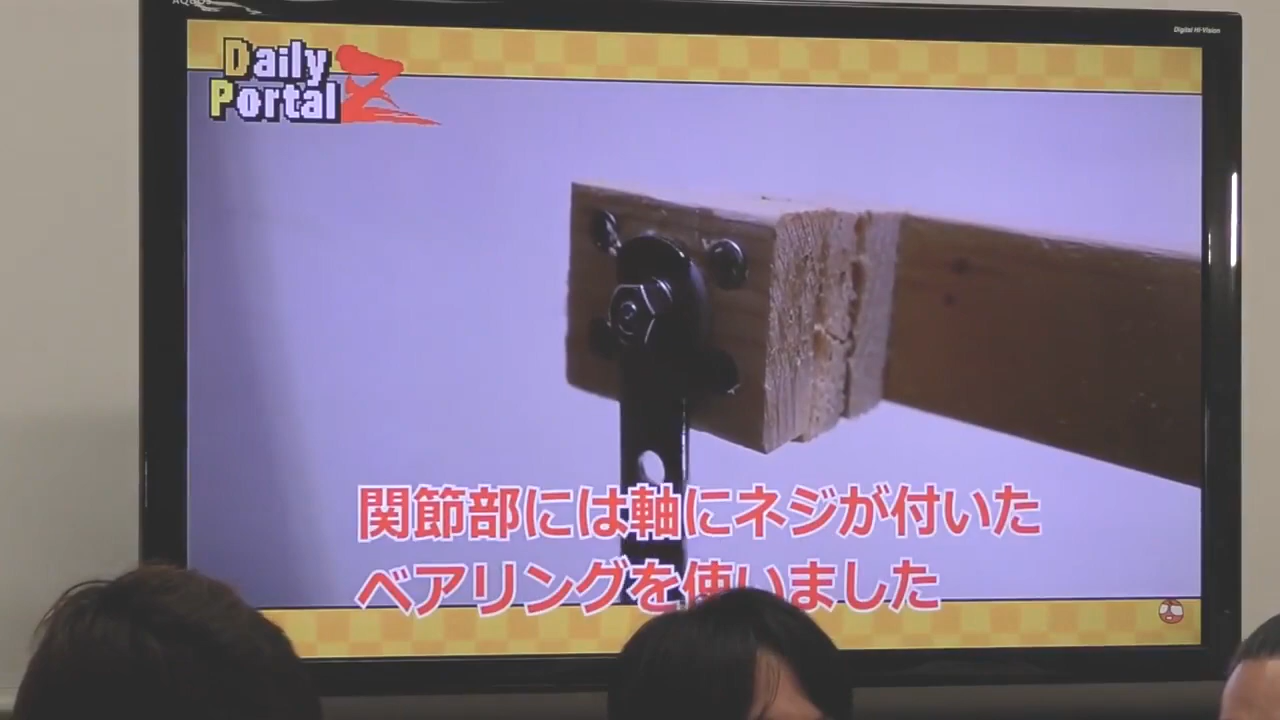 AQUOS
Digital Hi-Vision
Daily
Portal Z
関節部には軸にネジが付いた
ベアリングを使いました